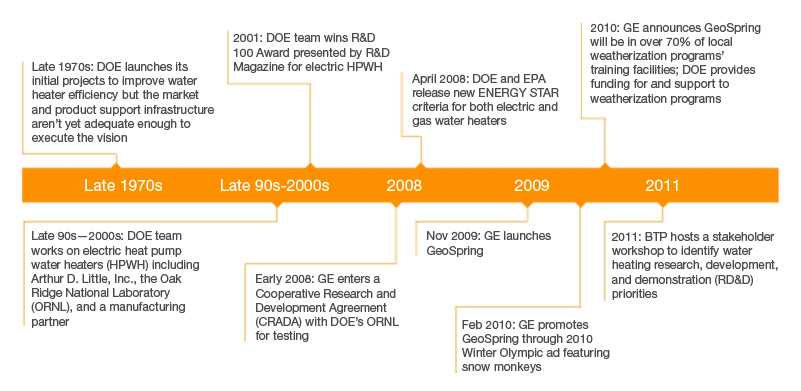 Late 1970s: DOE launches its
initial projects to improve water
heater efficiency but the market
and product support infrastructure
aren't yet adequate enough to
execute the vision
2001: DOE team wins R&D
100 Award presented by R&D
Magazine for electric HPWH
April 2008: DOE and EPA
release new ENERGY STAR
criteria for both electric and
gas water heaters
2010: GE announces GeoSpring
will be in over 70% of local
weatherization programs'
training facilities; DOE provides
funding for and support to
weatherization programs
Late 1970s
Late 90s-2000s
2008
2009
2011
Late 90s—2000s: DOE team
works on electric heat pump
water heaters (HPWH) including
Arthur D. Little, Inc., the Oak
Ridge National Laboratory
(ORNL), and a manufacturing
partner
Early 2008: GE enters a
Cooperative Research and
Development Agreement
(CRADA) with DOE's ORNL
for testing
Nov 2009: GE launches
GeoSpring
Feb 2010: GE promotes
GeoSpring through 2010
Winter Olympic ad featuring
snow monkeys
2011: BTP hosts a stakeholder
workshop to identify water
heating research, development,
and demonstration (RD&D)
priorities